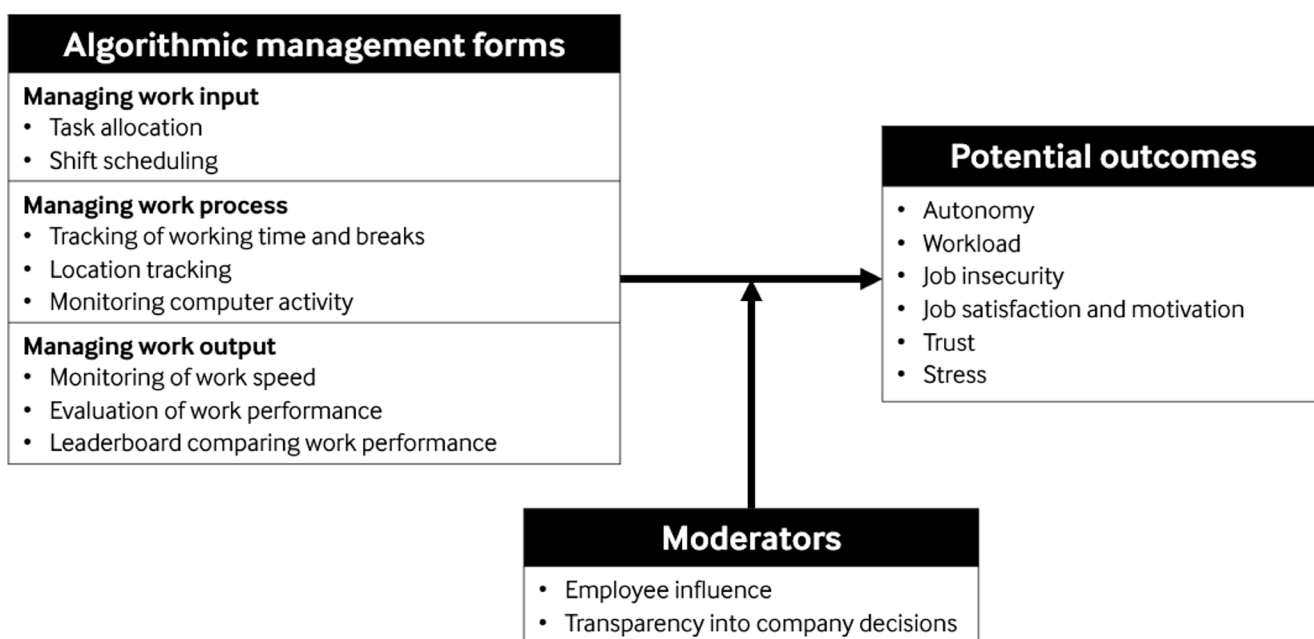 Algorithmic management forms
Managing work input
• Task allocation
• Shift scheduling
Managing work process
• Tracking of working time and breaks
• Location tracking
• Monitoring computer activity
Managing work output
• Monitoring of work speed
• Evaluation of work performance
• Leaderboard comparing work performance
Potential outcomes
• Autonomy
• Workload
• Job insecurity
• Job satisfaction and motivation
• Trust
• Stress
Moderators
• Employee influence
• Transparency into company decisions